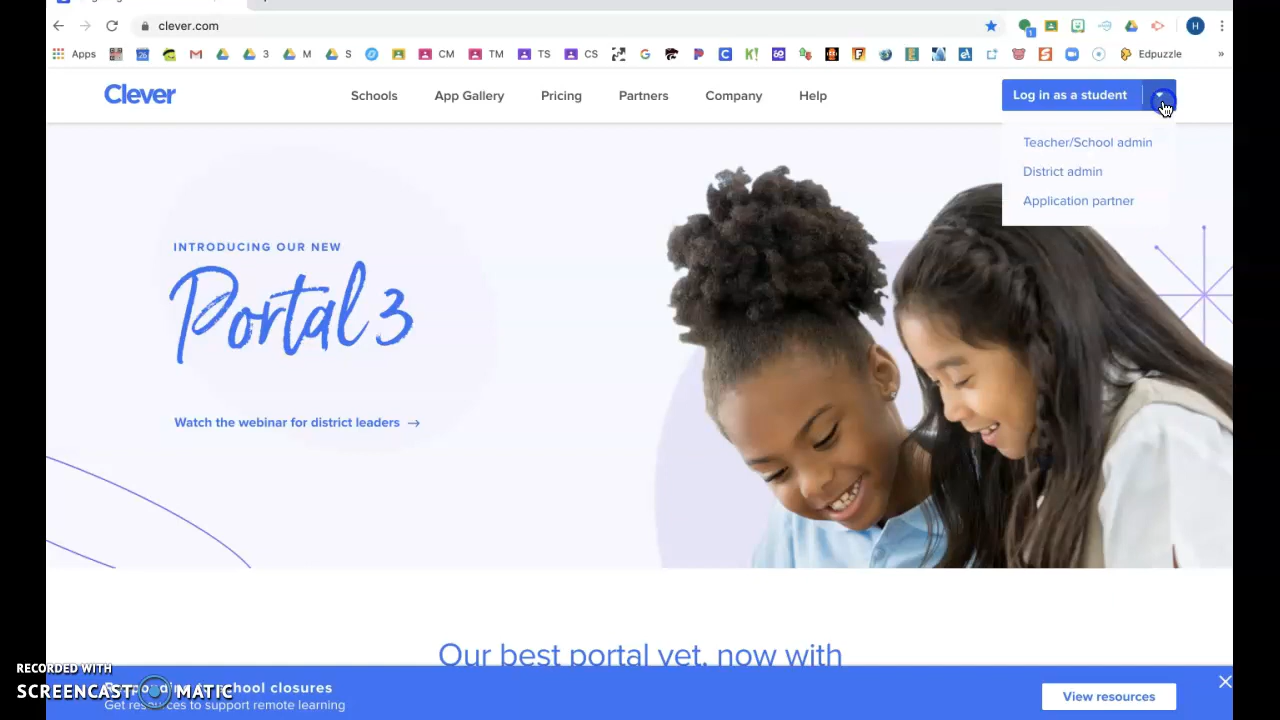 clever.com
H
Apps
3
M
S
CM
TM
TS
CS
K!
Edpuzzle
»
Clever
Schools
App Gallery
Pricing
Partners
Company
Help
Log in as a student
Teacher/School admin
District admin
Application partner
INTRODUCING OUR NEW
Portal 3
Watch the webinar for district leaders →
Our best portal yet, now with
school closures
Get resources to support remote learning
View resources
RECORDED WITH
SCREENCAST MATIC